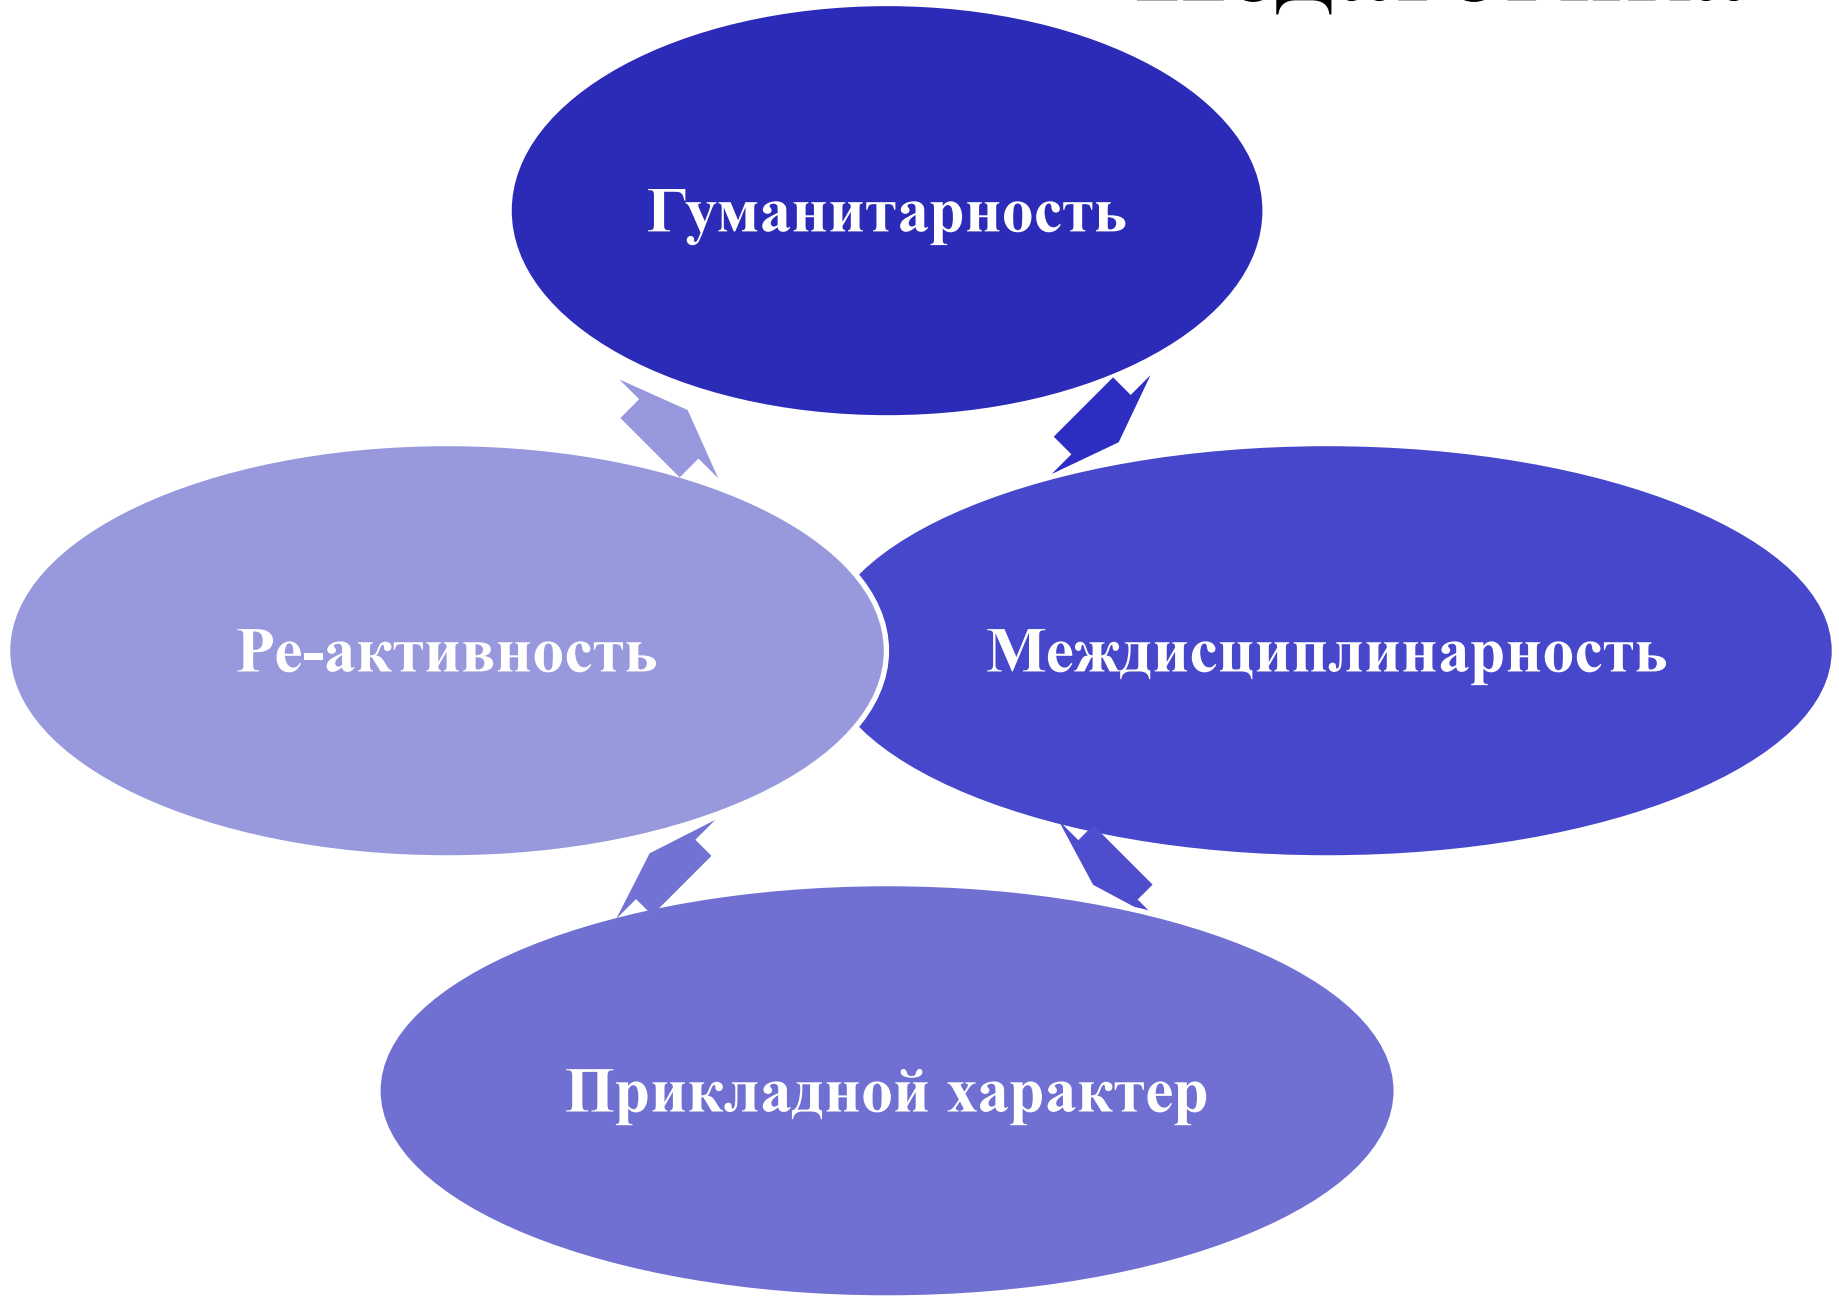 Гуманитарность
Ре-активность
Междисциплинарность
Прикладной характер